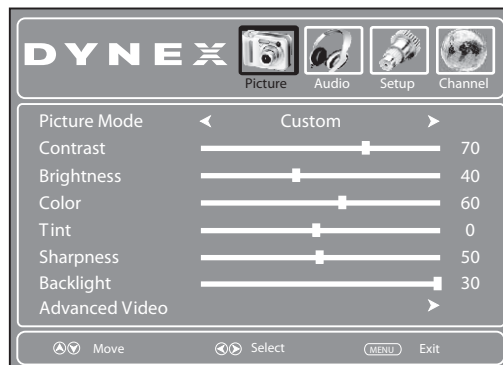 DYNEX
Picture Audio Setup Channel
Picture Mode Custom
Contrast 70
Brightness 40
Color 60
Tint 0
Sharpness 50
Backlight 30
Advanced Video
Move Select MENU Exit